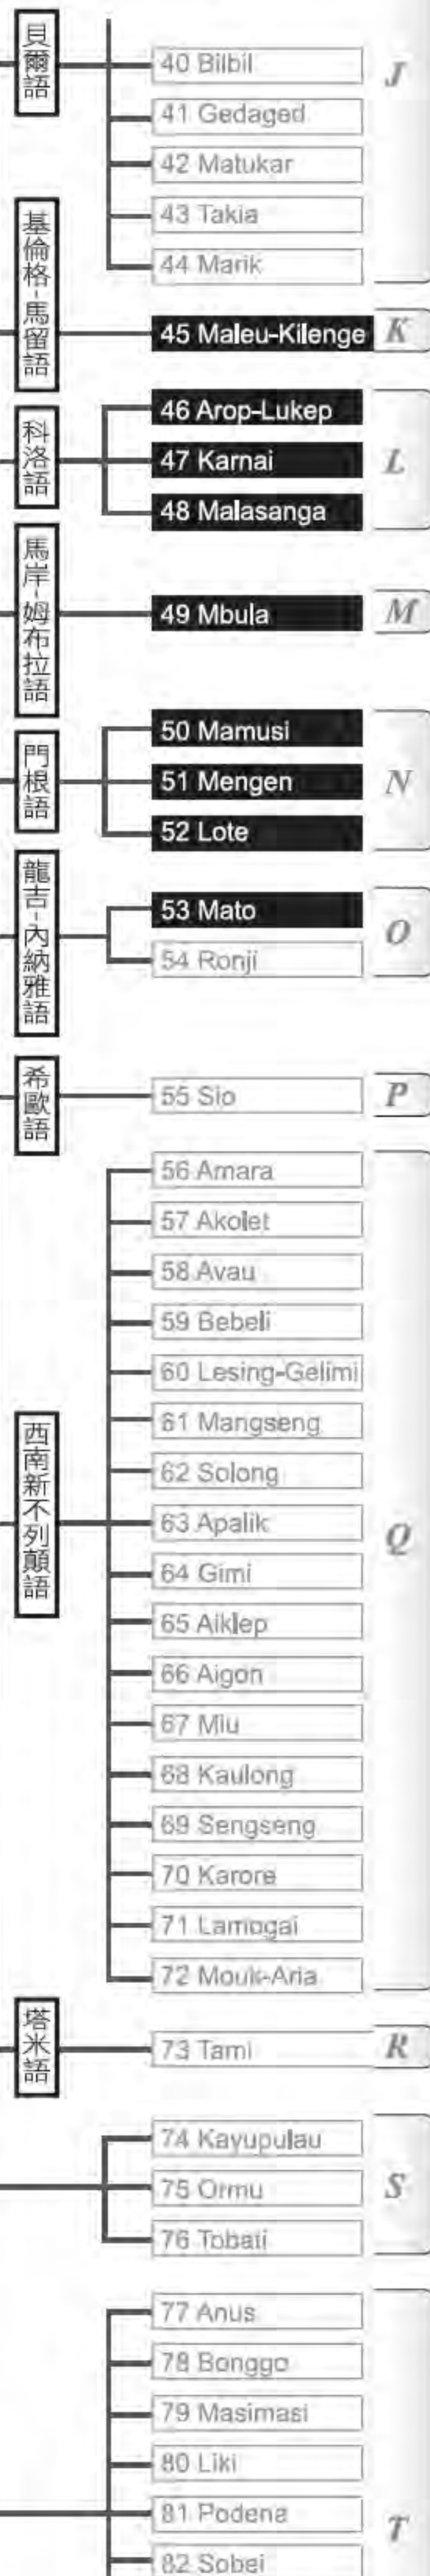 貝爾語
40 Bilbil
41 Gedaged
42 Matukar
43 Takia
44 Marik
J
基倫格-馬留語
45 Maleu-Kilenge
K
科洛語
46 Arop-Lukep
47 Karnai
48 Malasanga
L
馬岸-姆布拉語
49 Mbula
M
門根語
50 Mamusi
51 Mengen
52 Lote
N
龍吉-內納雅語
53 Mato
54 Ronji
O
希歐語
55 Sio
P
西南新不列顛語
56 Amara
57 Akolet
58 Avau
59 Bebeli
60 Lesing-Gelimi
61 Mangseng
62 Solong
63 Apalik
64 Gimi
65 Aiklep
66 Aigon
67 Miu
68 Kaulong
69 Sengseng
70 Karore
71 Lamogai
72 Mouk-Aria
Q
塔米語
73 Tami
R
74 Kayupulau
75 Ormu
76 Tobati
S
77 Anus
78 Bonggo
79 Masimasi
80 Liki
81 Podena
82 Sobei
T